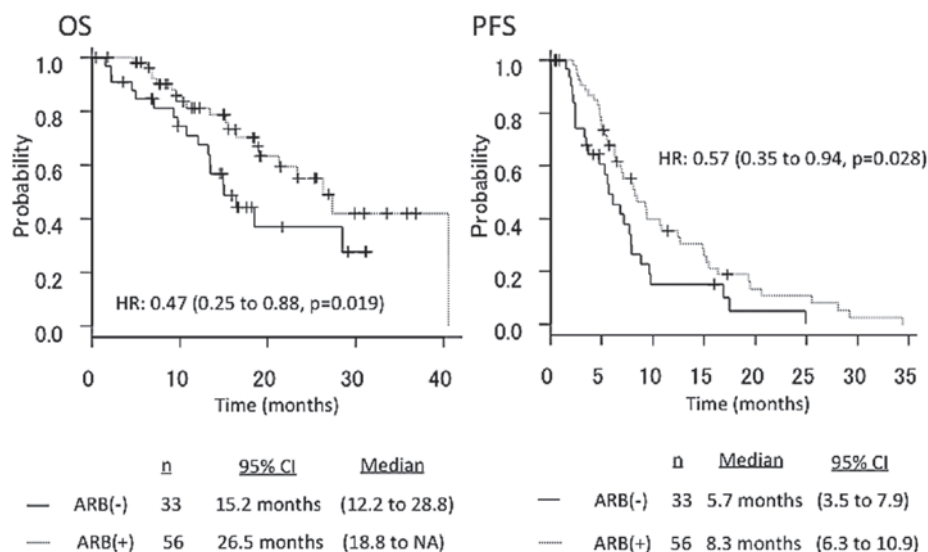 OS
1.0
0.8
0.6
0.4
0.2
0.0
Probability
HR: 0.47 (0.25 to 0.88, p=0.019)
0 10 20 30 40
Time (months)
n 95% CI Median
ARB(-) 33 15.2 months (12.2 to 28.8)
ARB(+) 56 26.5 months (18.8 to NA)
PFS
1.0
0.8
0.6
0.4
0.2
0.0
Probability
HR: 0.57 (0.35 to 0.94, p=0.028)
0 5 10 15 20 25 30 35
Time (months)
n Median 95% CI
ARB(-) 33 5.7 months (3.5 to 7.9)
ARB(+) 56 8.3 months (6.3 to 10.9)